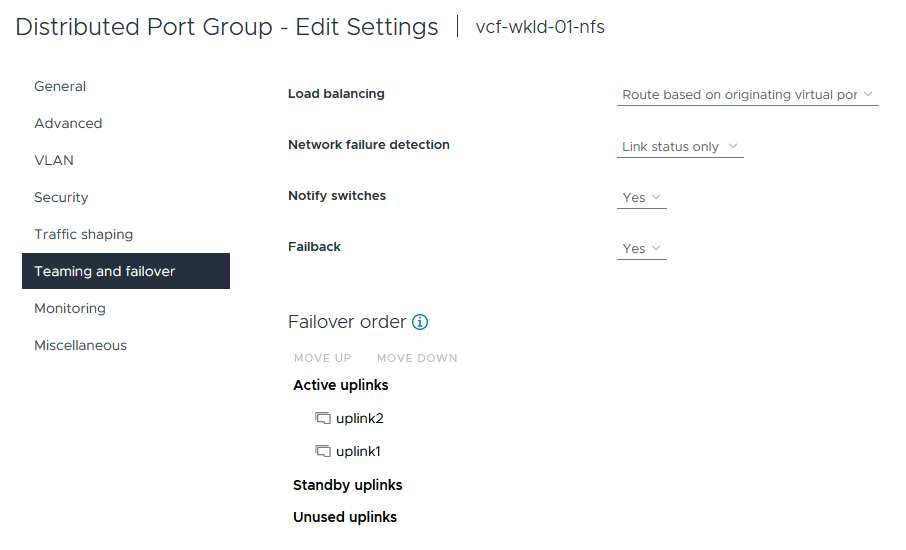 Distributed Port Group - Edit Settings | vcf-wkld-01-nfs
General
Advanced
VLAN
Security
Traffic shaping
Teaming and failover
Monitoring
Miscellaneous
Load balancing Route based on originating virtual por
Network failure detection Link status only
Notify switches Yes
Failback Yes
Failover order
MOVE UP MOVE DOWN
Active uplinks
uplink2
uplink1
Standby uplinks
Unused uplinks